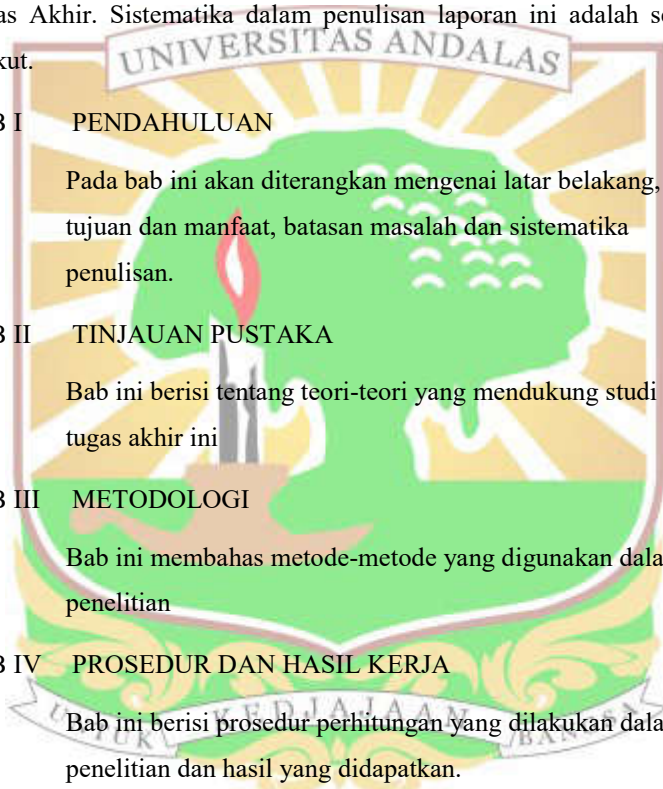 as Akhir. Sistematika dalam penulisan laporan ini adalah se
kut.
UNIVERSITAS ANDALAS
B I PENDAHULUAN
Pada bab ini akan diterangkan mengenai latar belakang,
tujuan dan manfaat, batasan masalah dan sistematika
penulisan.
B II TINJAUAN PUSTAKA
Bab ini berisi tentang teori-teori yang mendukung studi
tugas akhir ini
B III METODOLOGI
Bab ini membahas metode-metode yang digunakan dala
penelitian
B IV PROSEDUR DAN HASIL KERJA
UNTUK KEDJAJAAN BANGSA
Bab ini berisi prosedur perhitungan yang dilakukan dala
penelitian dan hasil yang didapatkan.